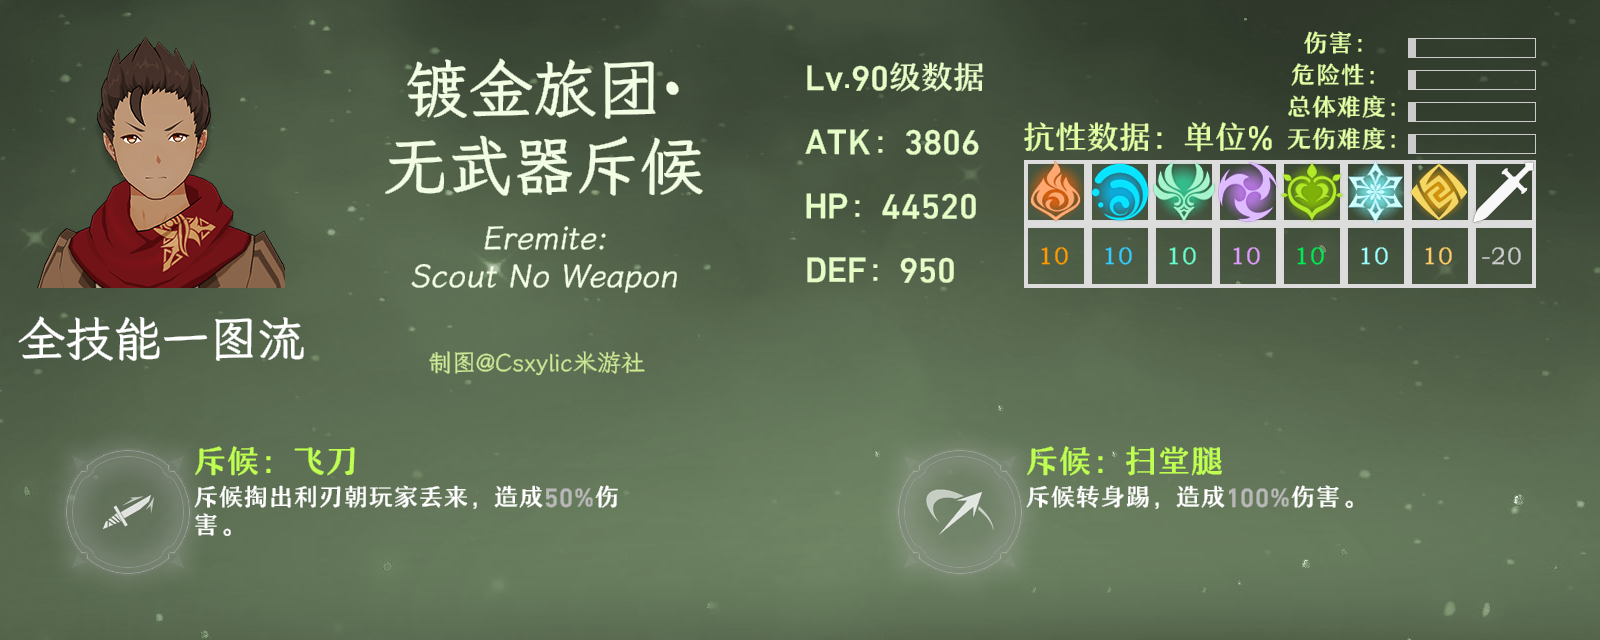 镀金旅团·
无武器斥候
Eremite:
Scout No Weapon
全技能一图流
制图@Csxylic米游社
Lv.90级数据
ATK：3806
HP：44520
DEF：950
伤害：
危险性：
总体难度：
无伤难度：
抗性数据：单位%
10 10 10 10 10 10 10 -20
斥候：飞刀
斥候掏出利刃朝玩家丢来，造成50%伤
害。
斥候：扫堂腿
斥候转身踢，造成100%伤害。